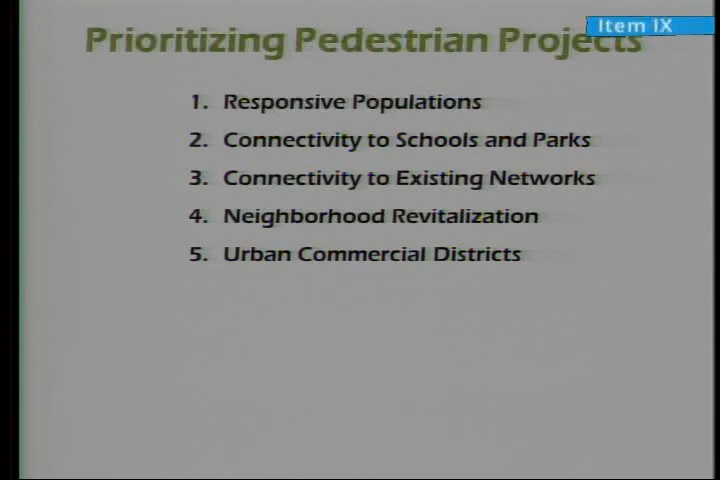 Item IX
Prioritizing Pedestrian Projects
1. Responsive Populations
2. Connectivity to Schools and Parks
3. Connectivity to Existing Networks
4. Neighborhood Revitalization
5. Urban Commercial Districts